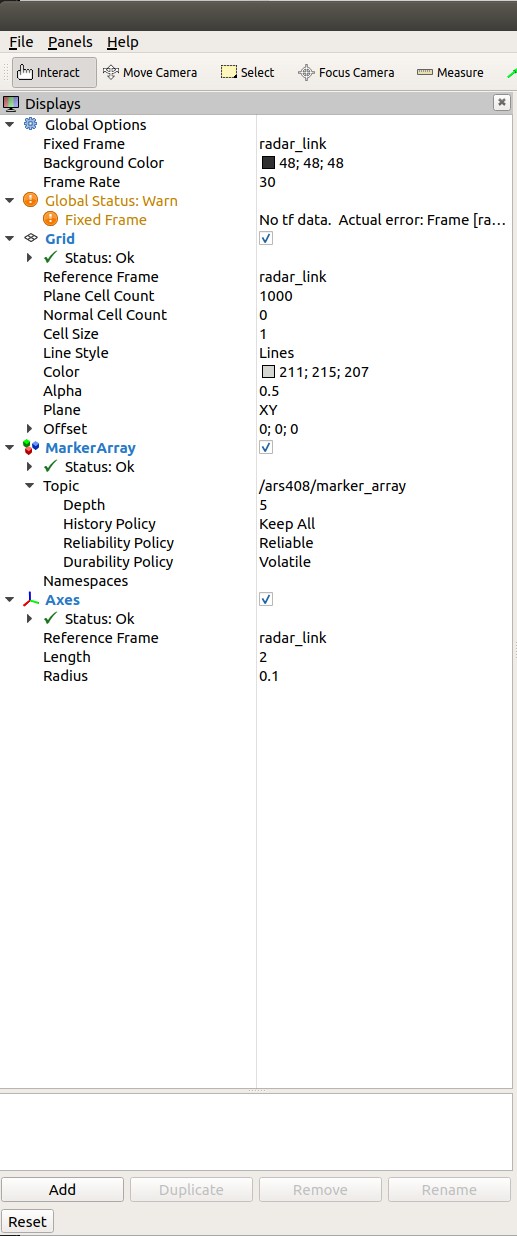 File Panels Help
Interact Move Camera Select Focus Camera Measure
Displays
Global Options
Fixed Frame radar_link
Background Color 48; 48; 48
Frame Rate 30
Global Status: Warn
Fixed Frame No tf data. Actual error: Frame [ra...
Grid
Status: Ok
Reference Frame radar_link
Plane Cell Count 1000
Normal Cell Count 0
Cell Size 1
Line Style Lines
Color 211; 215; 207
Alpha 0.5
Plane XY
Offset 0; 0; 0
MarkerArray
Status: Ok
Topic /ars408/marker_array
Depth 5
History Policy Keep All
Reliability Policy Reliable
Durability Policy Volatile
Namespaces
Axes
Status: Ok
Reference Frame radar_link
Length 2
Radius 0.1
Add Duplicate Remove Rename
Reset